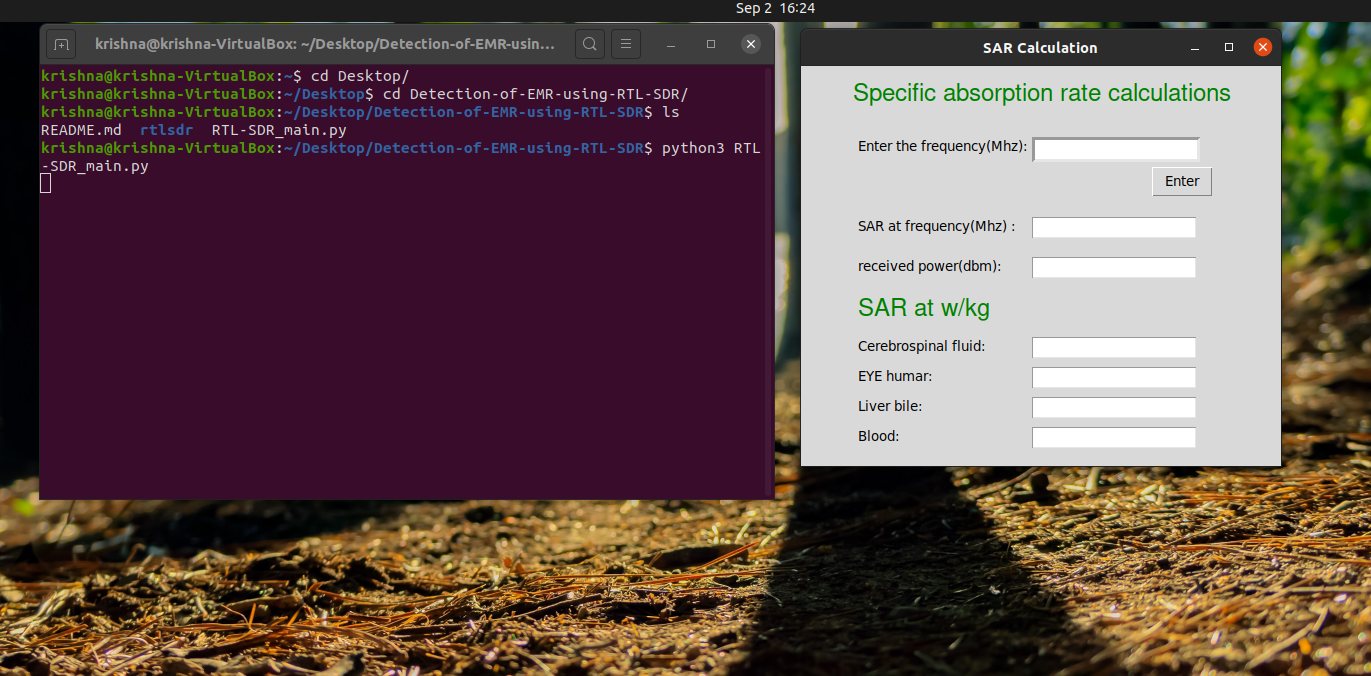 Sep 2 16:24
krishna@krishna-VirtualBox: ~/Desktop/Detection-of-EMR-usin...
krishna@krishna-VirtualBox:~$ cd Desktop/
krishna@krishna-VirtualBox:~/Desktop$ cd Detection-of-EMR-using-RTL-SDR/
krishna@krishna-VirtualBox:~/Desktop/Detection-of-EMR-using-RTL-SDR$ ls
README.md rtlsdr RTL-SDR_main.py
krishna@krishna-VirtualBox:~/Desktop/Detection-of-EMR-using-RTL-SDR$ python3 RTL
-SDR_main.py
SAR Calculation
Specific absorption rate calculations
Enter the frequency(Mhz):
Enter
SAR at frequency(Mhz) :
received power(dbm):
SAR at w/kg
Cerebrospinal fluid:
EYE humar:
Liver bile:
Blood: